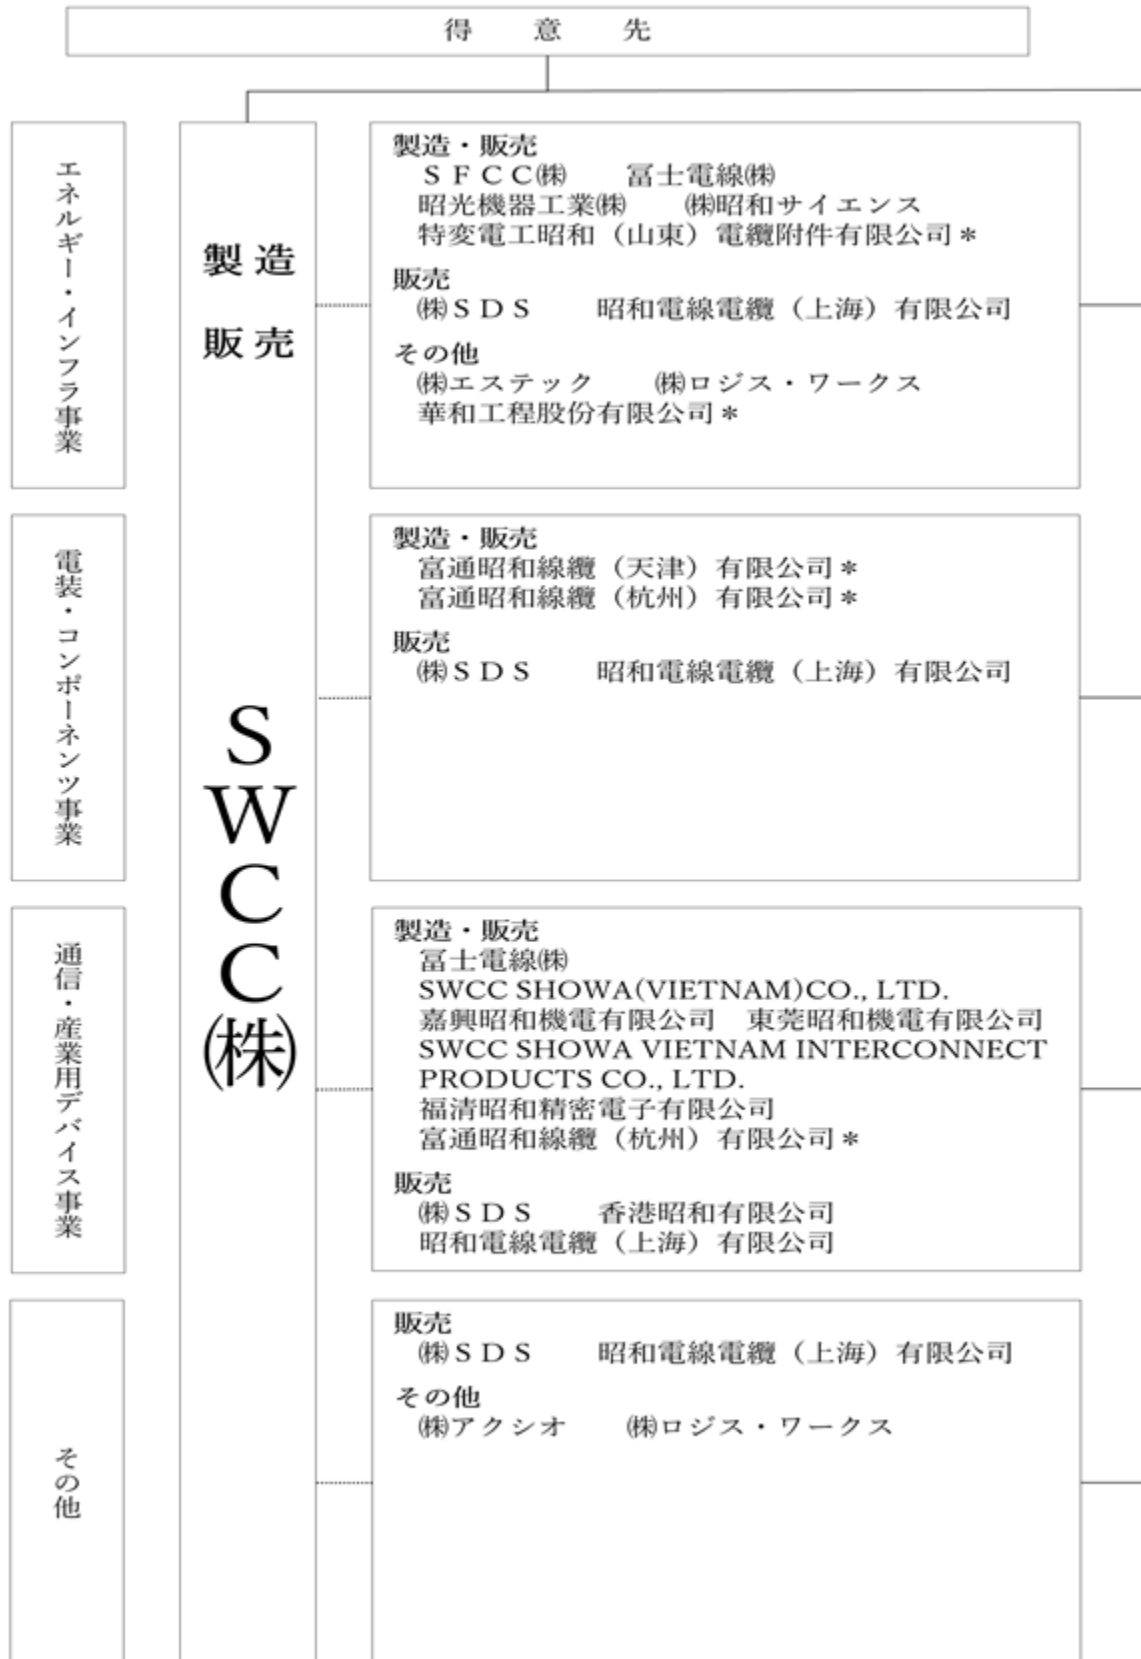 得意先
エネルギー・インフラ事業
製造
販売
SWCC㈱
製造・販売
ＳＦＣＣ㈱　　冨士電線㈱
昭光機器工業㈱　　㈱昭和サイエンス
特変電工昭和（山東）電纜附件有限公司＊
販売
㈱ＳＤＳ　　昭和電線電纜（上海）有限公司
その他
㈱エステック　　㈱ロジス・ワークス
華和工程股份有限公司＊
電装・コンポーネンツ事業
製造・販売
富通昭和線纜（天津）有限公司＊
富通昭和線纜（杭州）有限公司＊
販売
㈱ＳＤＳ　　昭和電線電纜（上海）有限公司
通信・産業用デバイス事業
製造・販売
冨士電線㈱
SWCC SHOWA(VIETNAM)CO., LTD.
嘉興昭和機電有限公司　東莞昭和機電有限公司
SWCC SHOWA VIETNAM INTERCONNECT
PRODUCTS CO., LTD.
福清昭和精密電子有限公司
富通昭和線纜（杭州）有限公司＊
販売
㈱ＳＤＳ　　香港昭和有限公司
昭和電線電纜（上海）有限公司
その他
販売
㈱ＳＤＳ　　昭和電線電纜（上海）有限公司
その他
㈱アクシオ　　㈱ロジス・ワークス